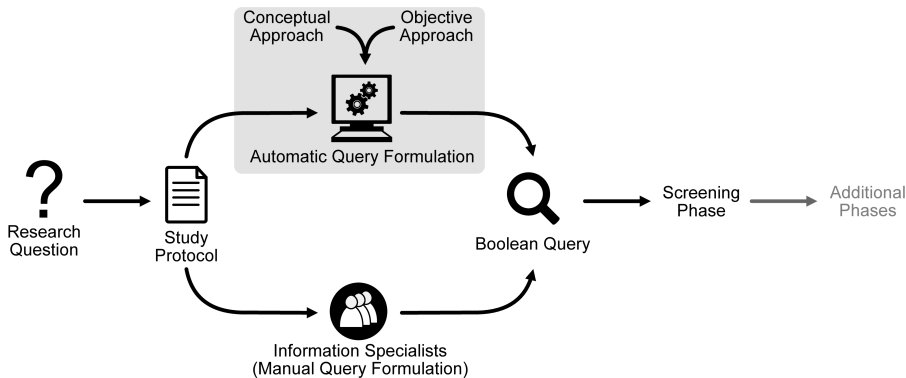 Conceptual
Approach
Objective
Approach
Automatic Query Formulation
?
Research
Question
Study
Protocol
Boolean Query
Screening
Phase
Additional
Phases
Information Specialists
(Manual Query Formulation)